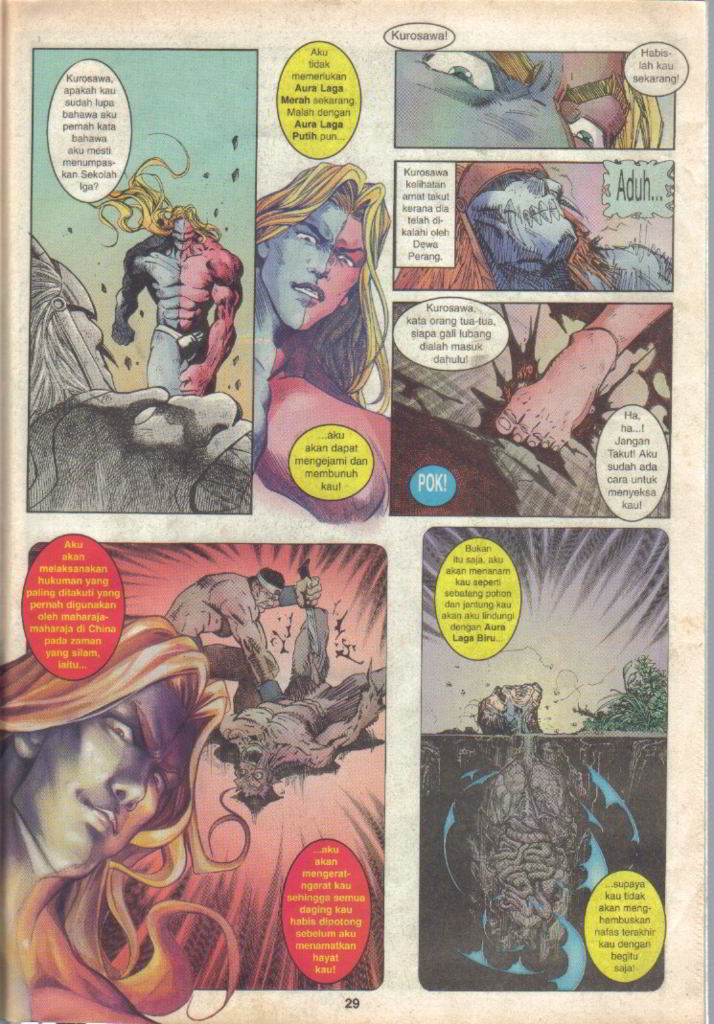 Kurosawa,
apakah kau
sudah lupa
bahawa aku
pernah kata
bahawa
aku mesti
menumpas-
kan Sekolah
Iga?
Aku
tidak
memerlukan
Aura Laga
Merah sekarang.
Malah dengan
Aura Laga
Putih pun...
...aku
akan dapat
mengejami dan
membunuh
kau!
Kurosawa!
Habis-
lah kau
sekarang!
Kurosawa
kelihatan
amat takut
kerana dia
telah di-
kalahi oleh
Dewa
Perang.
Aduh...
Kurosawa,
kata orang tua-tua,
siapa gali lubang
dialah masuk
dahulu!
POK!
Ha,
ha...!
Jangan
Takut! Aku
sudah ada
cara untuk
menyeksa
kau!
Aku
akan
melaksanakan
hukuman yang
paling ditakuti yang
pernah digunakan
oleh maharaja-
maharaja di China
pada zaman
yang silam,
iaitu...
...aku
akan
mengerat-
ngarat kau
sehingga semua
daging kau
habis dipotong
sebelum aku
menamatkan
hayat
kau!
Bukan
itu saja, aku
akan menanam
kau seperti
sebatang pohon
dan jantung kau
akan aku lindungi
dengan Aura
Laga Biru...
...supaya
kau tidak
akan meng-
hembuskan
nafas terakhir
kau dengan
begitu
saja!
29